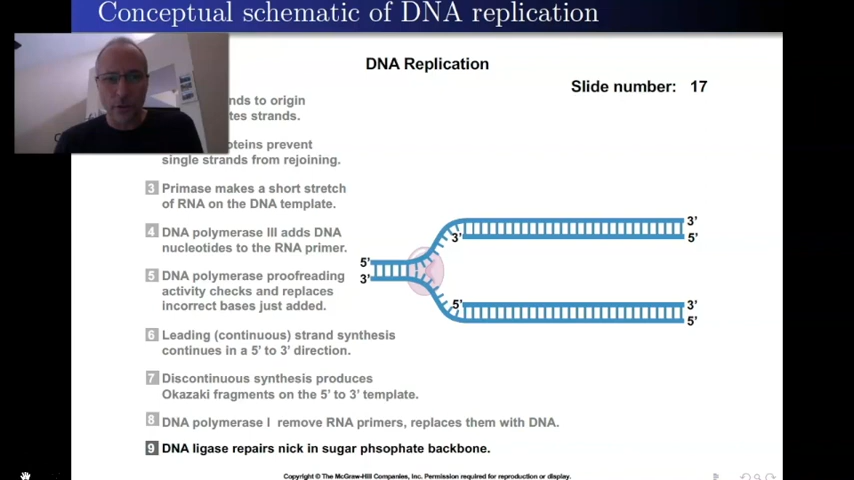 Conceptual schematic of DNA replication
DNA Replication
Slide number: 17
nds to origin
tes strands.
oteins prevent
single strands from rejoining.
3 Primase makes a short stretch
of RNA on the DNA template.
4 DNA polymerase III adds DNA
nucleotides to the RNA primer.
5 DNA polymerase proofreading
activity checks and replaces
incorrect bases just added.
6 Leading (continuous) strand synthesis
continues in a 5' to 3' direction.
7 Discontinuous synthesis produces
Okazaki fragments on the 5' to 3' template.
8 DNA polymerase I remove RNA primers, replaces them with DNA.
9 DNA ligase repairs nick in sugar phsophate backbone.
3'
3'
5'
5'
3'
5'
3'
5'
Copyright © The McGraw-Hill Companies, Inc. Permission required for reproduction or display.